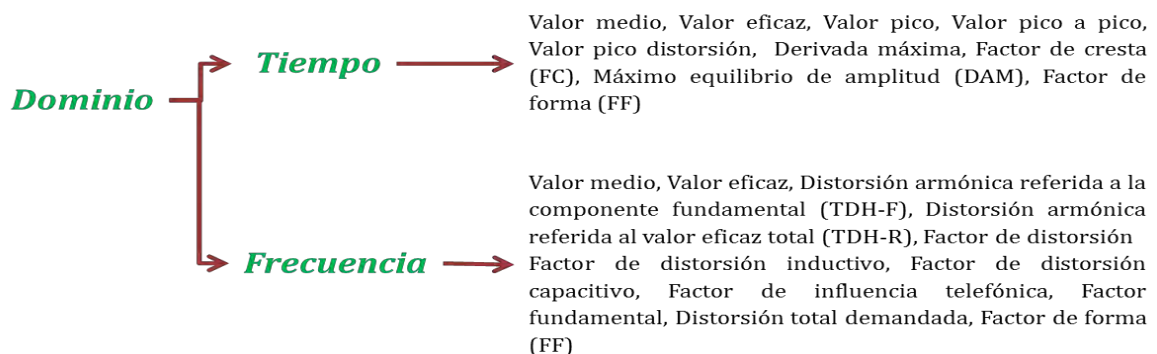 Dominio
Tiempo
Valor medio, Valor eficaz, Valor pico, Valor pico a pico,
Valor pico distorsión, Derivada máxima, Factor de cresta
(FC), Máximo equilibrio de amplitud (DAM), Factor de
forma (FF)
Frecuencia
Valor medio, Valor eficaz, Distorsión armónica referida a la
componente fundamental (TDH-F), Distorsión armónica
referida al valor eficaz total (TDH-R), Factor de distorsión
Factor de distorsión inductivo, Factor de distorsión
capacitivo, Factor de influencia telefónica, Factor
fundamental, Distorsión total demandada, Factor de forma
(FF)